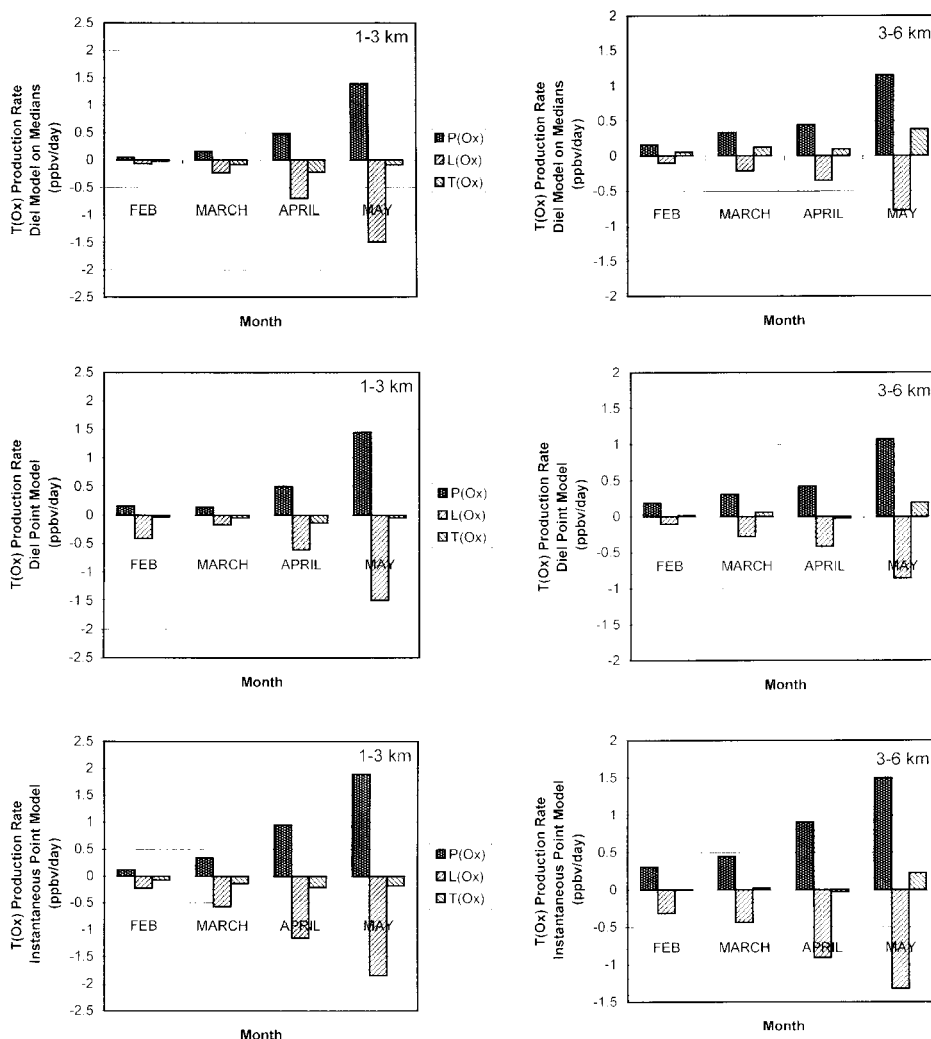 1-3 km
2.5
2
1.5
1
0.5
0
-0.5
-1
-1.5
-2
-2.5
FEB
MARCH
APRIL
MAY
Month
T(Ox) Production Rate
Diel Model on Medians
(ppbv/day)
P(Ox)
L(Ox)
T(Ox)
3-6 km
2
1.5
1
0.5
0
-0.5
-1
-1.5
-2
FEB
MARCH
APRIL
MAY
Month
T(Ox) Production Rate
Diel Model on Medians
(ppbv/day)
1-3 km
2.5
2
1.5
1
0.5
0
-0.5
-1
-1.5
-2
-2.5
FEB
MARCH
APRIL
MAY
Month
T(Ox) Production Rate
Diel Point Model
(ppbv/day)
P(Ox)
L(Ox)
T(Ox)
3-6 km
2
1.5
1
0.5
0
-0.5
-1
-1.5
-2
FEB
MARCH
APRIL
MAY
Month
T(Ox) Production Rate
Diel Point Model
(ppbv/day)
1-3 km
2.5
2
1.5
1
0.5
0
-0.5
-1
-1.5
-2
-2.5
FEB
MARCH
APRIL
MAY
Month
T(Ox) Production Rate
Instantaneous Point Model
(ppbv/day)
P(Ox)
L(Ox)
T(Ox)
3-6 km
2
1.5
1
0.5
0
-0.5
-1
-1.5
FEB
MARCH
APRIL
MAY
Month
T(Ox) Production Rate
Instantaneous Point Model
(ppbv/day)